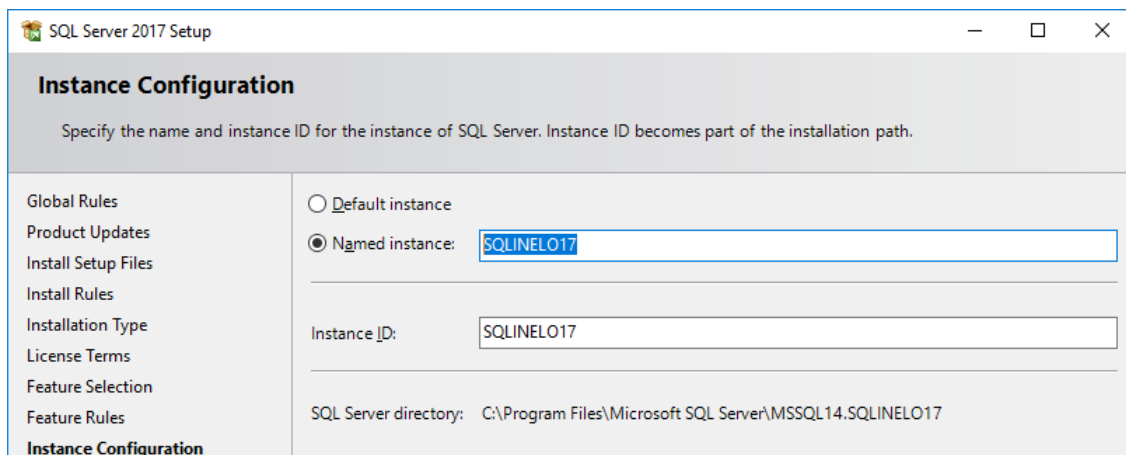 SQL Server 2017 Setup
Instance Configuration
Specify the name and instance ID for the instance of SQL Server. Instance ID becomes part of the installation path.
Global Rules
Product Updates
Install Setup Files
Install Rules
Installation Type
License Terms
Feature Selection
Feature Rules
Instance Configuration
Default instance
Named instance: SQLINELO17
Instance ID: SQLINELO17
SQL Server directory: C:\Program Files\Microsoft SQL Server\MSSQL14.SQLINELO17